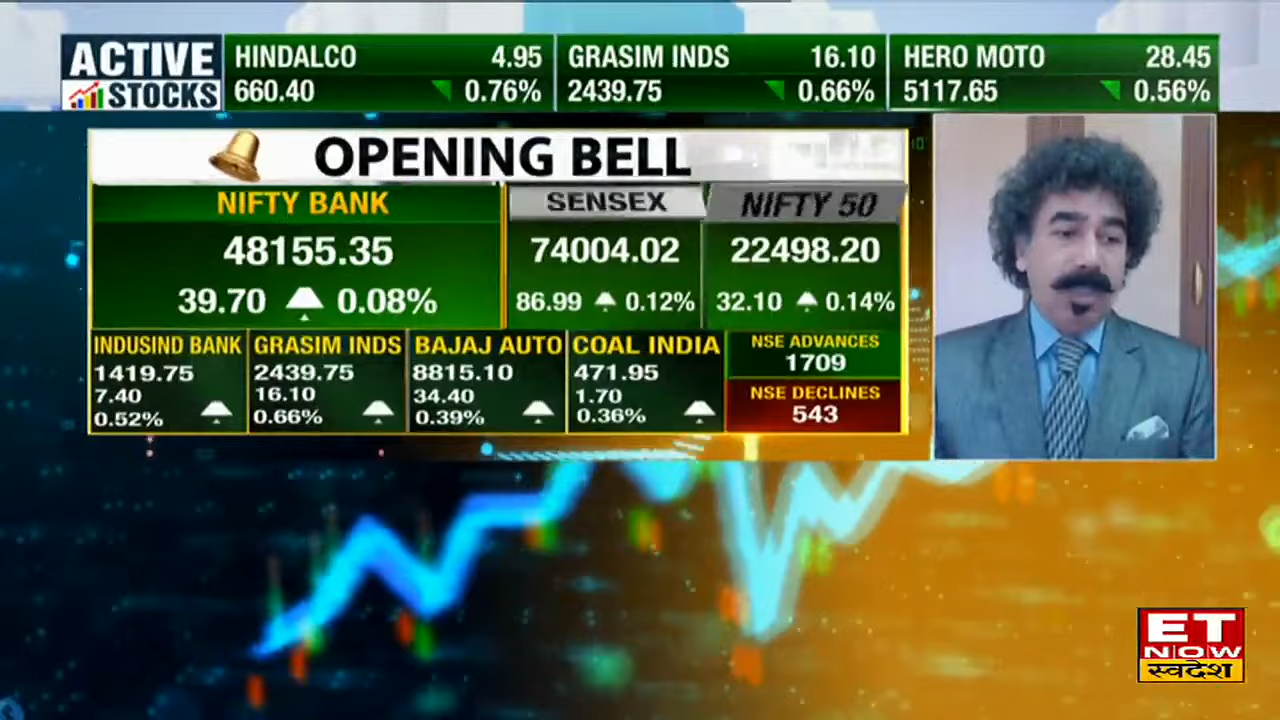 ACTIVE STOCKS
HINDALCO 4.95
660.40 0.76%
GRASIM INDS 16.10
2439.75 0.66%
HERO MOTO 28.45
5117.65 0.56%
OPENING BELL
NIFTY BANK
48155.35
39.70 0.08%
SENSEX
74004.02
86.99 0.12%
NIFTY 50
22498.20
32.10 0.14%
INDUSIND BANK
1419.75
7.40
0.52%
GRASIM INDS
2439.75
16.10
0.66%
BAJAJ AUTO
8815.10
34.40
0.39%
COAL INDIA
471.95
1.70
0.36%
NSE ADVANCES
1709
NSE DECLINES
543
ET
NOW
स्वदेश